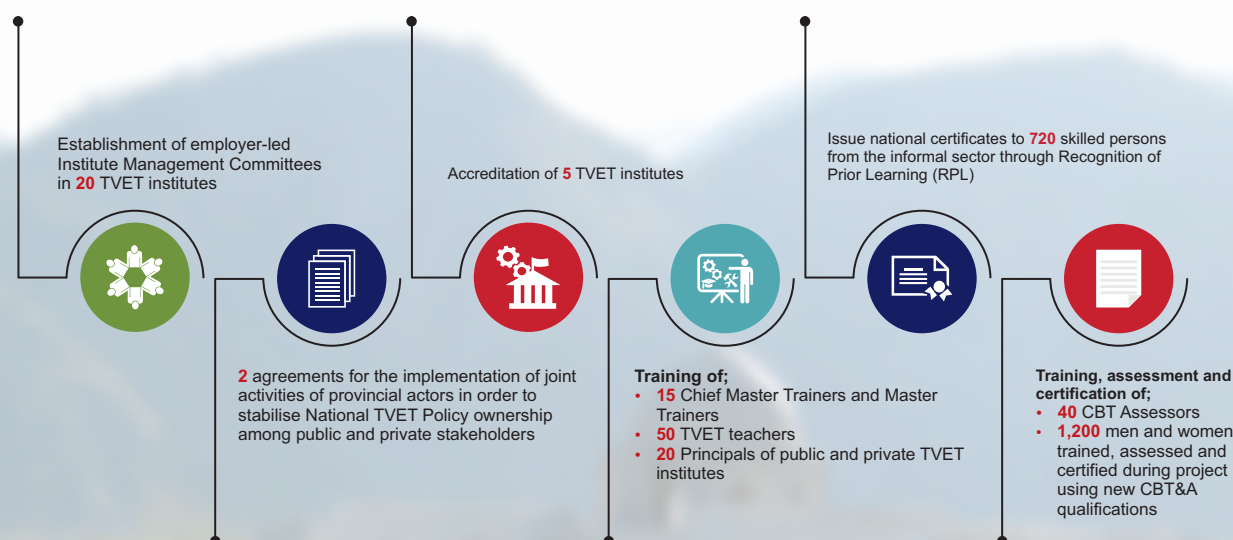 Establishment of employer-led
Institute Management Committees
in 20 TVET institutes
2 agreements for the implementation of joint
activities of provincial actors in order to
stabilise National TVET Policy ownership
among public and private stakeholders
Accreditation of 5 TVET institutes
Training of;
• 15 Chief Master Trainers and Master
Trainers
• 50 TVET teachers
• 20 Principals of public and private TVET
institutes
Issue national certificates to 720 skilled persons
from the informal sector through Recognition of
Prior Learning (RPL)
Training, assessment and
certification of;
• 40 CBT Assessors
• 1,200 men and women
trained, assessed and
certified during project
using new CBT&A
qualifications